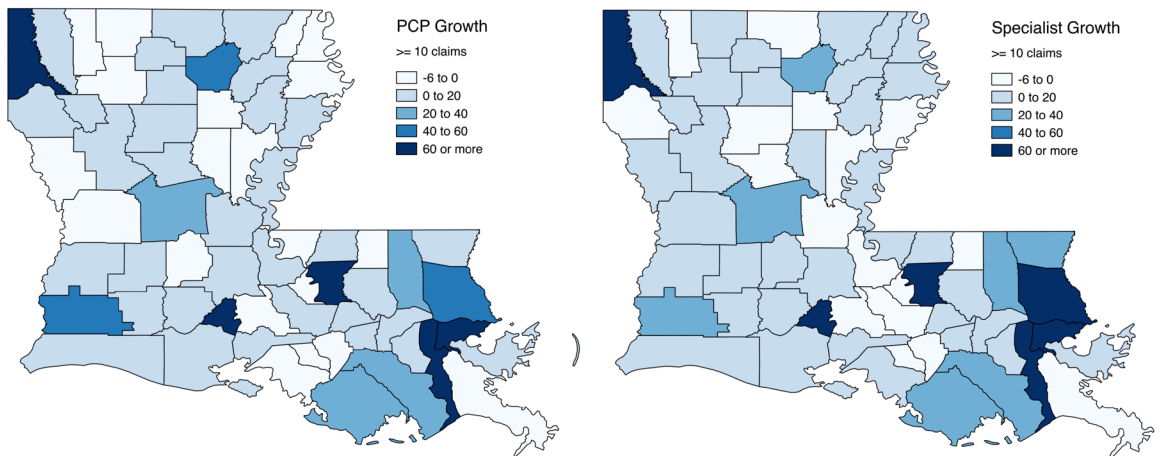 PCP Growth
>= 10 claims
-6 to 0
0 to 20
20 to 40
40 to 60
60 or more
)
Specialist Growth
>= 10 claims
-6 to 0
0 to 20
20 to 40
40 to 60
60 or more